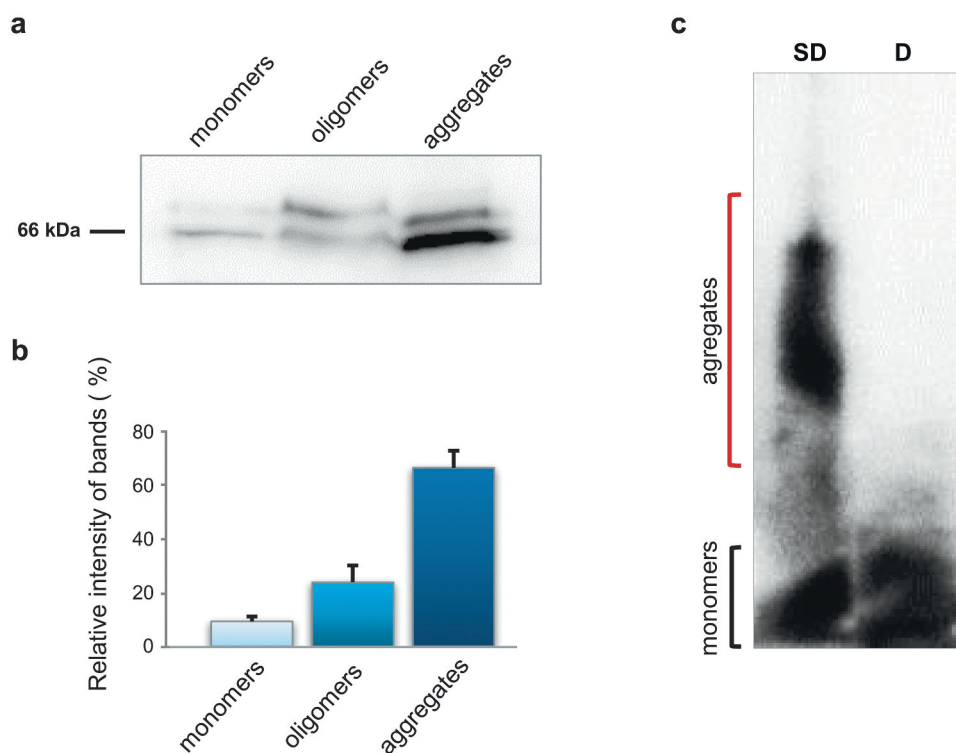 a
monomers
oligomers
aggregates
66 kDa
b
Relative intensity of bands ( %)
80
60
40
20
0
monomers
oligomers
aggregates
c
SD
D
agregates
monomers